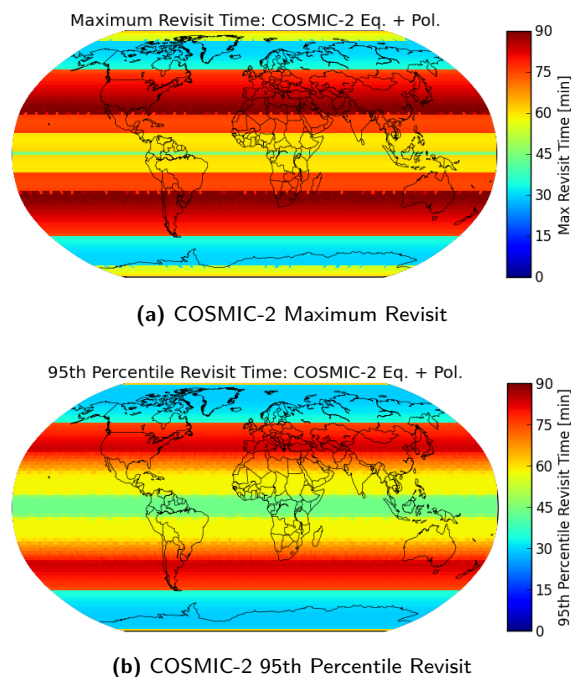 Maximum Revisit Time: COSMIC-2 Eq. + Pol.
90
75
60
45
30
15
0
Max Revisit Time [min]
(a) COSMIC-2 Maximum Revisit
95th Percentile Revisit Time: COSMIC-2 Eq. + Pol.
90
75
60
45
30
15
0
95th Percentile Revisit Time [min]
(b) COSMIC-2 95th Percentile Revisit